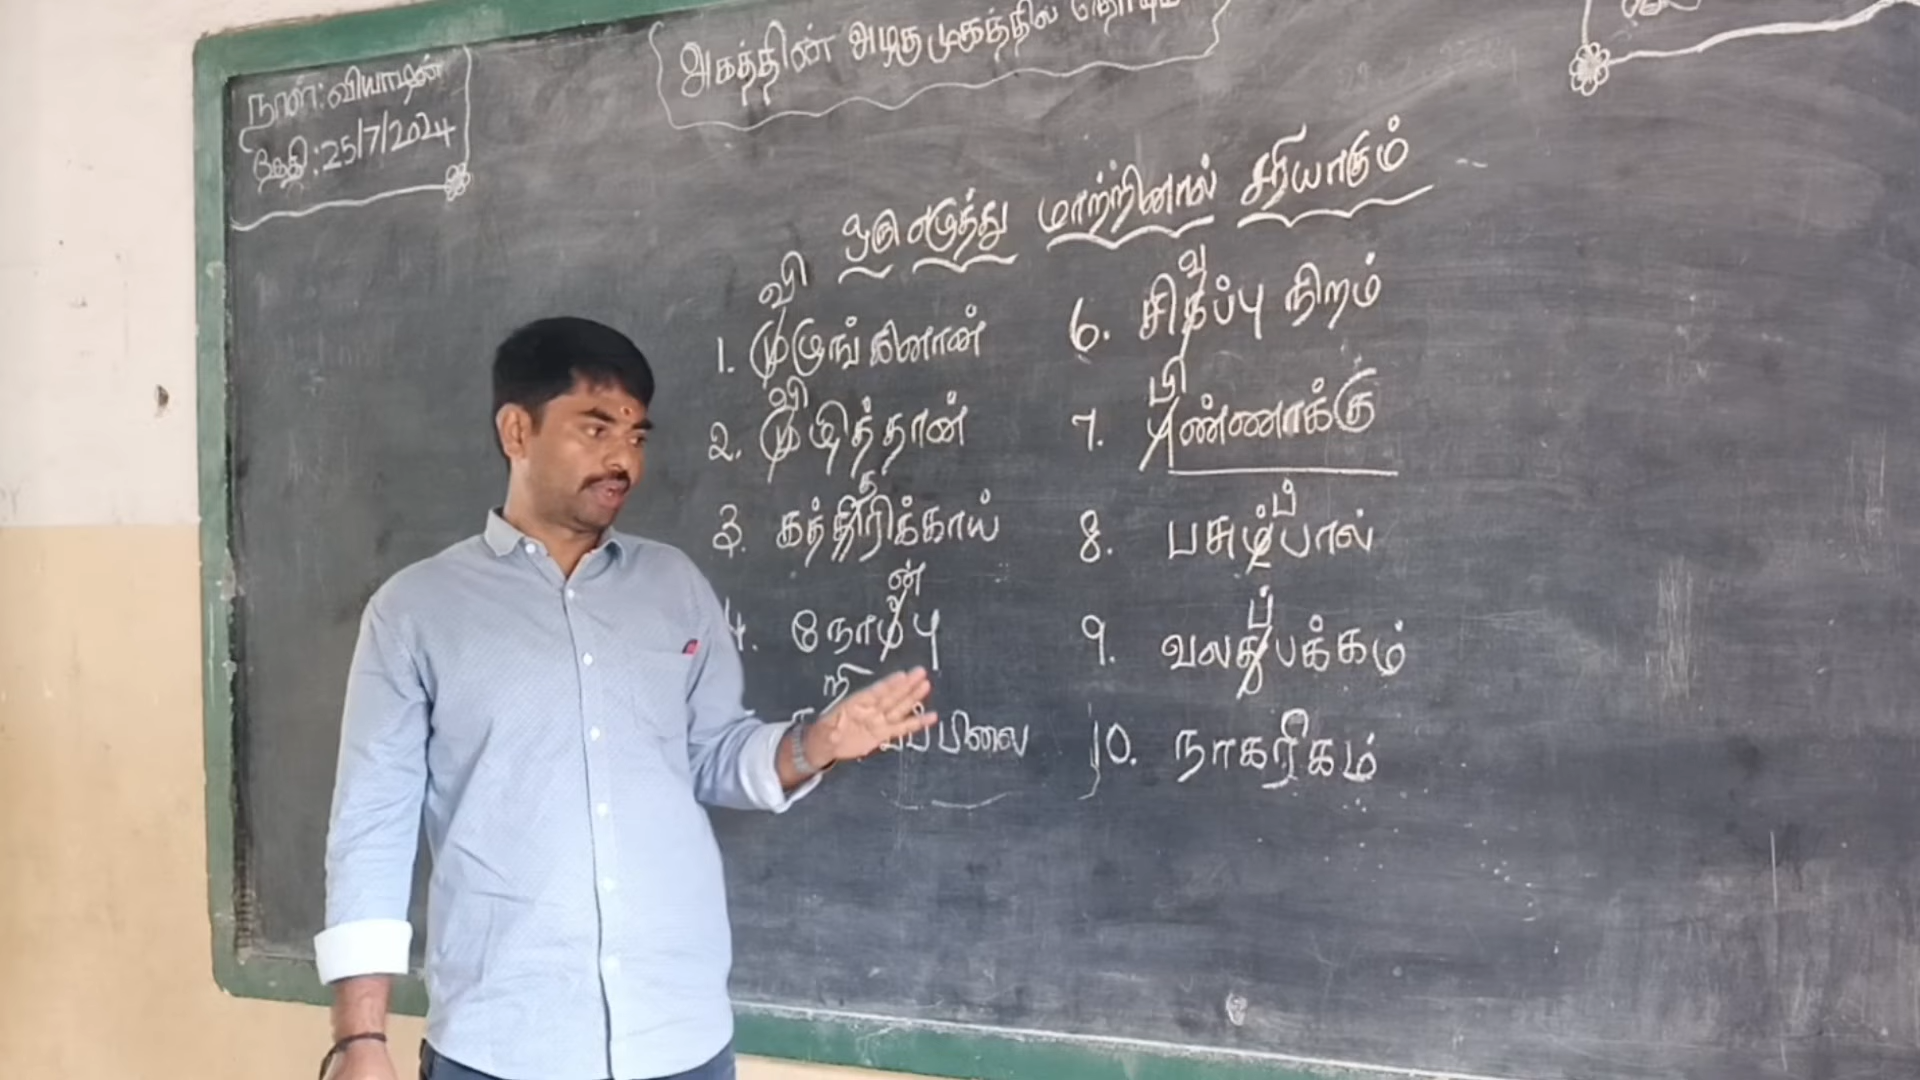 நாள்: வியாழன்
தேதி: 25/7/2024
அகத்தின் அழகு முகத்தில்
ஒரு எழுத்து மாற்றினால் சரியாகும்
வி
1. முழுங்கினான்
வி
2. முழித்தான்
த
3. கத்திரிக்காய்
ன்
4. நோம்பு
றி
ப்பிலை
வ
6. சிகப்பு நிறம்
பி
7. புண்ணாக்கு
ப்
8. பசும்பால்
ப்
9. வலதுபக்கம்
10. நாகரிகம்